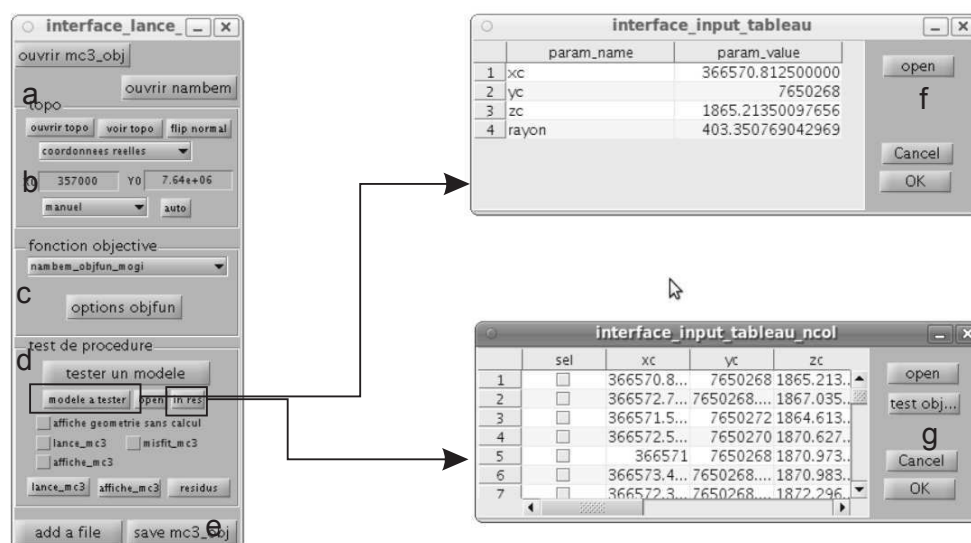 interface_lance_
ouvrir mc3_obj
a
ouvrir nambem
topo
ouvrir topo voir topo flip normal
coordonnees reelles
b 357000 Y0 7.64e+06
manuel auto
fonction objective
nambem_objfun_mogi
c
options objfun
test de procedure
d
tester un modele
modele a tester open in res
affiche geometrie sans calcul
lance_mc3 misfit_mc3
affiche_mc3
lance_mc3 affiche_mc3 residus
add a file save mc3_obj
e
interface_input_tableau
param_name param_value
1 xc 366570.812500000
2 yc 7650268
3 zc 1865.21350097656
4 rayon 403.350769042969
open
f
Cancel
OK
interface_input_tableau_ncol
sel xc yc zc
1 366570.8... 7650268 1865.213..
2 366572.7... 7650268.... 1867.035..
3 366571.5... 7650272 1864.613..
4 366572.5... 7650270 1870.627..
5 366571 7650268 1870.973..
6 366573.4... 7650268.... 1870.983..
7 366572.3... 7650268.... 1872.296..
open
test obj...
g
Cancel
OK